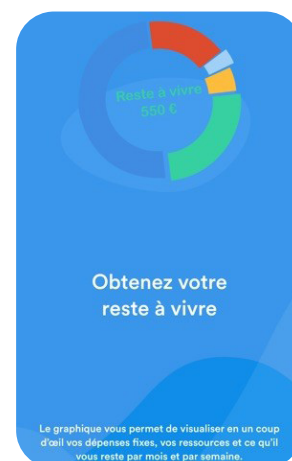 Reste à vivre
550 €
Obtenez votre
reste à vivre
Le graphique vous permet de visualiser en un coup
d'œil vos dépenses fixes, vos ressources et ce qu'il
vous reste par mois et par semaine.